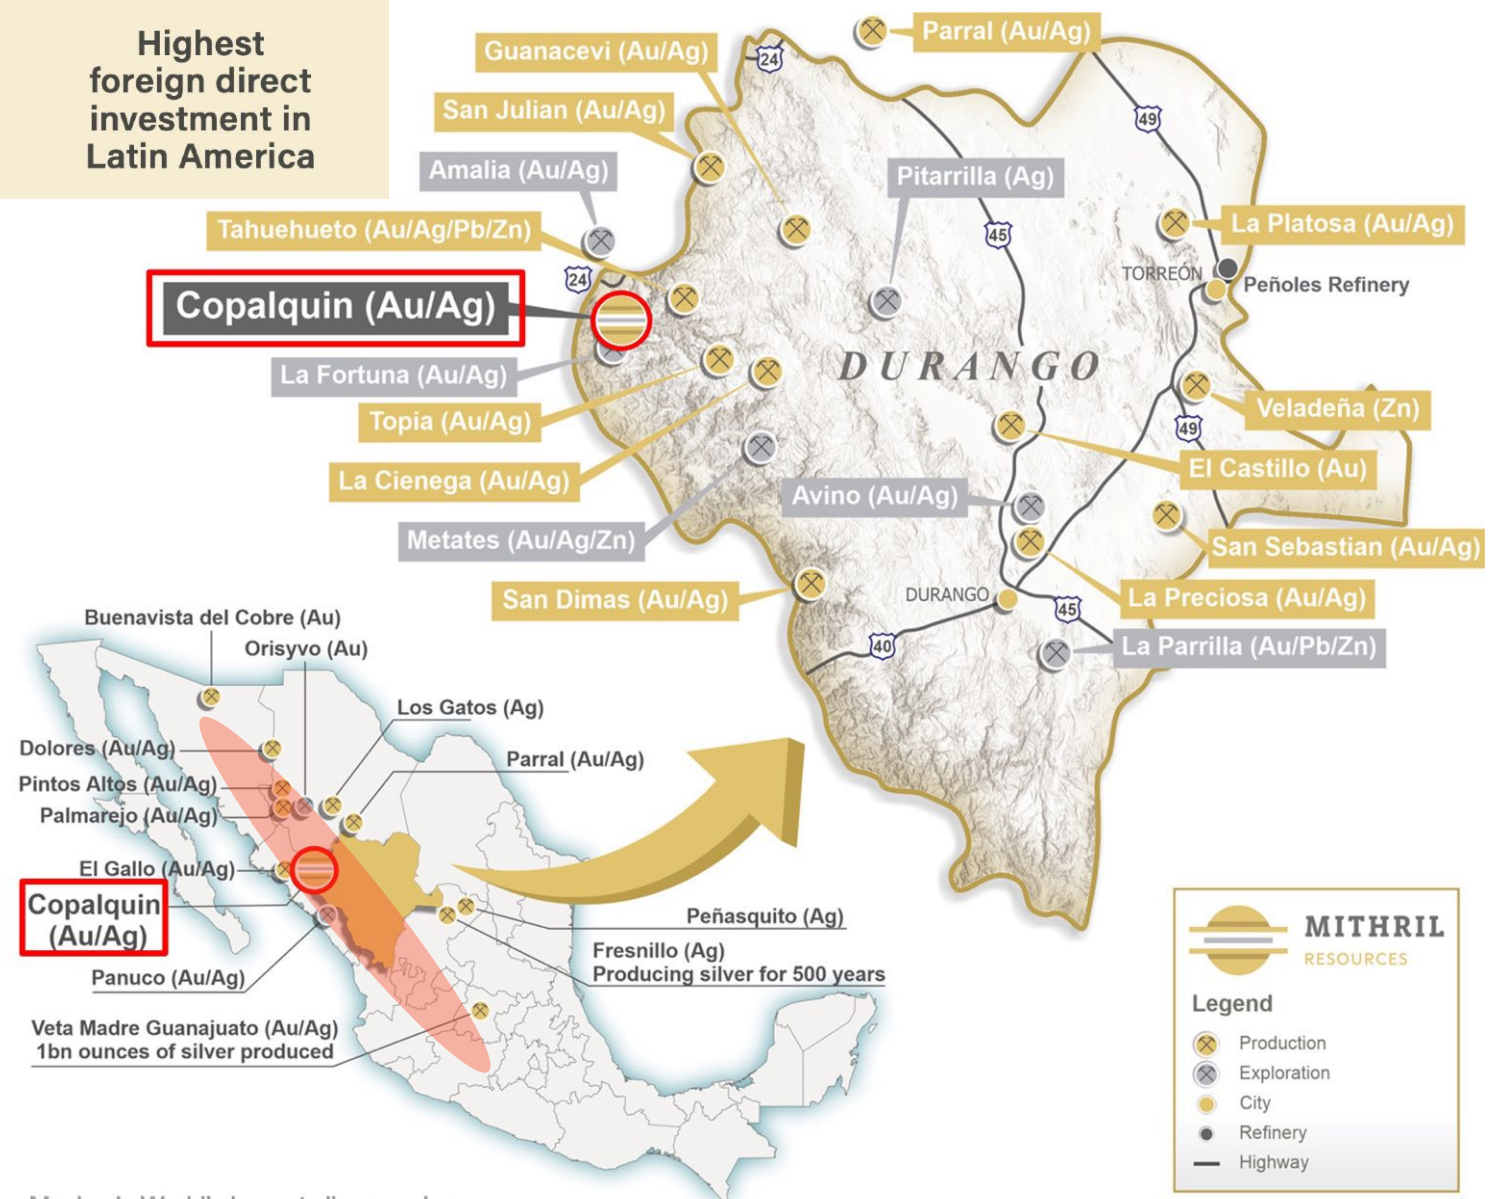 Highest
foreign direct
investment in
Latin America
Parral (Au/Ag)
Guanacevi (Au/Ag)
24
San Julian (Au/Ag)
49
Amalia (Au/Ag)
Pitarrilla (Ag)
Tahuehueto (Au/Ag/Pb/Zn)
La Platosa (Au/Ag)
45
24
TORREÓN
Peñoles Refinery
Copalquin (Au/Ag)
DURANGO
La Fortuna (Au/Ag)
Topia (Au/Ag)
Veladeña (Zn)
49
El Castillo (Au)
La Cienega (Au/Ag)
Avino (Au/Ag)
Metates (Au/Ag/Zn)
San Sebastian (Au/Ag)
San Dimas (Au/Ag)
DURANGO
La Preciosa (Au/Ag)
45
40
La Parrilla (Au/Pb/Zn)
Buenavista del Cobre (Au)
Orisyvo (Au)
Los Gatos (Ag)
Dolores (Au/Ag)
Parral (Au/Ag)
Pintos Altos (Au/Ag)
Palmarejo (Au/Ag)
El Gallo (Au/Ag)
Copalquin
(Au/Ag)
Peñasquito (Ag)
Fresnillo (Ag)
Producing silver for 500 years
Panuco (Au/Ag)
Veta Madre Guanajuato (Au/Ag)
1bn ounces of silver produced
MITHRIL
RESOURCES
Legend
Production
Exploration
City
Refinery
Highway